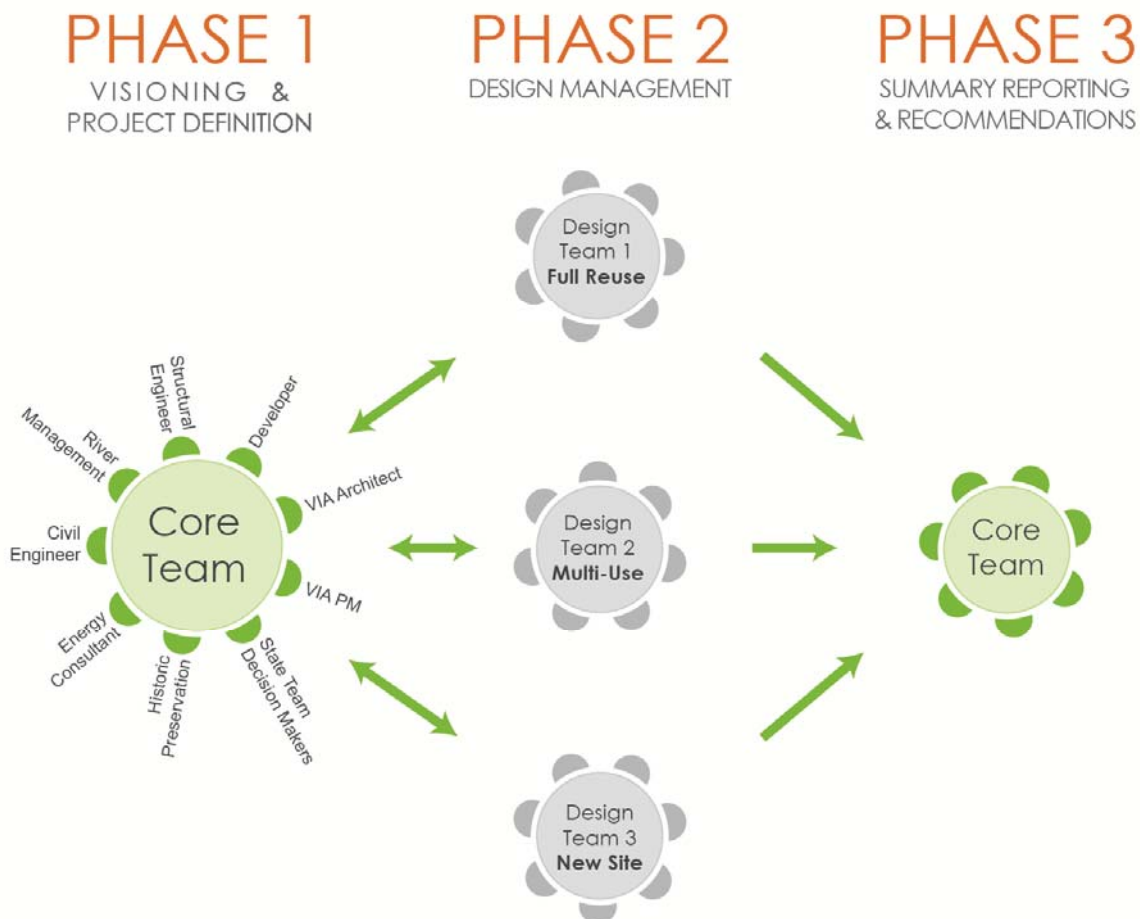 PHASE 1
VISIONING &
PROJECT DEFINITION
PHASE 2
DESIGN MANAGEMENT
PHASE 3
SUMMARY REPORTING
& RECOMMENDATIONS
Design
Team 1
Full Reuse
Structural
Engineer
Developer
River
Management
VIA Architect
Civil
Engineer
Core
Team
VIA PM
Energy
Consultant
Historic
Preservation
State Team
Decision Makers
Design
Team 2
Multi-Use
Core
Team
Design
Team 3
New Site